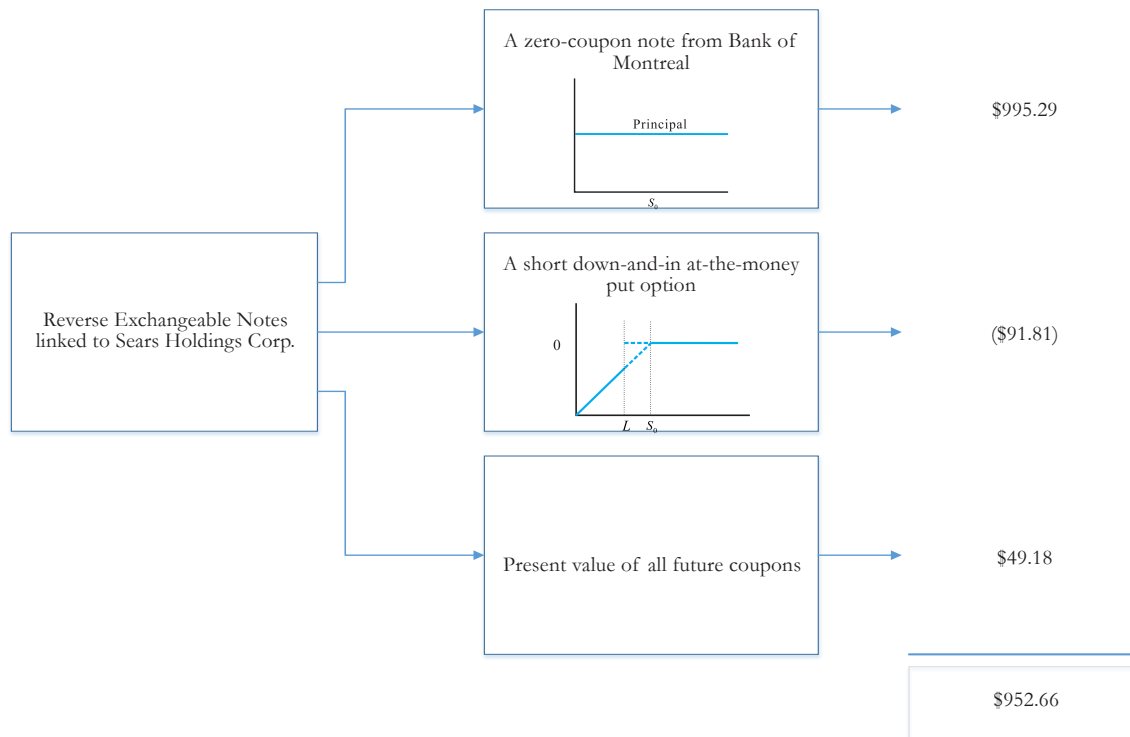 A zero-coupon note from Bank of
Montreal
Principal
S₀
$995.29
Reverse Exchangeable Notes
linked to Sears Holdings Corp.
A short down-and-in at-the-money
put option
0
L S₀
($91.81)
Present value of all future coupons
$49.18
$952.66